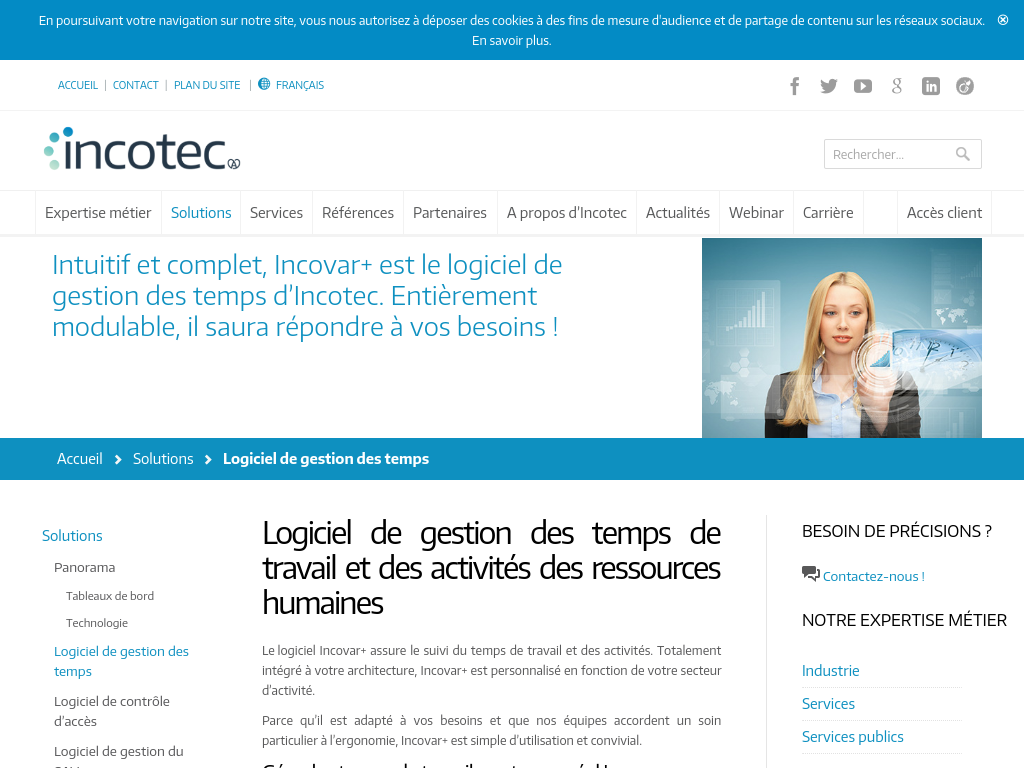 En poursuivant votre navigation sur notre site, vous nous autorisez à déposer des cookies à des fins de mesure d'audience et de partage de contenu sur les réseaux sociaux.
En savoir plus.
ACCUEIL | CONTACT | PLAN DU SITE | FRANÇAIS
incotec
Rechercher...
Expertise métier
Solutions
Services
Références
Partenaires
A propos d'Incotec
Actualités
Webinar
Carrière
Accès client
Intuitif et complet, Incovar+ est le logiciel de
gestion des temps d'Incotec. Entièrement
modulable, il saura répondre à vos besoins !
Accueil
Solutions
Logiciel de gestion des temps
Solutions
Panorama
Tableaux de bord
Technologie
Logiciel de gestion des
temps
Logiciel de contrôle
d'accès
Logiciel de gestion du
Logiciel de gestion des temps de
travail et des activités des ressources
humaines
Le logiciel Incovar+ assure le suivi du temps de travail et des activités. Totalement
intégré à votre architecture, Incovar+ est personnalisé en fonction de votre secteur
d'activité.
Parce qu'il est adapté à vos besoins et que nos équipes accordent un soin
particulier à l'ergonomie, Incovar+ est simple d'utilisation et convivial.
BESOIN DE PRÉCISIONS ?
Contactez-nous !
NOTRE EXPERTISE MÉTIER
Industrie
Services
Services publics